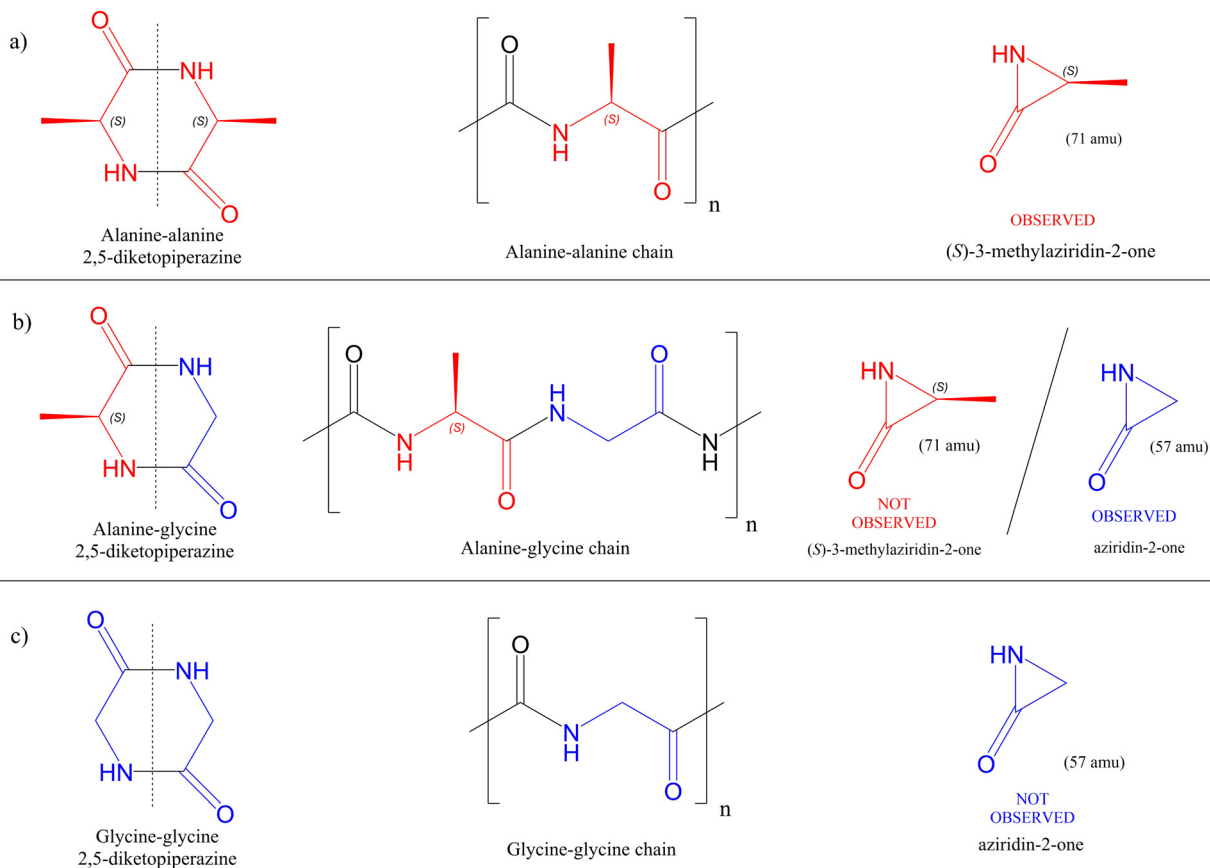 a)
O
NH
(S)
(S)
HN
O
Alanine-alanine
2,5-diketopiperazine
O
N
H
(S)
O
n
Alanine-alanine chain
HN
(S)
O
(71 amu)
OBSERVED
(S)-3-methylaziridin-2-one
b)
O
NH
(S)
HN
O
Alanine-glycine
2,5-diketopiperazine
O
N
H
(S)
O
H
N
O
N
H
n
Alanine-glycine chain
HN
(S)
O
(71 amu)
NOT
OBSERVED
(S)-3-methylaziridin-2-one
HN
O
(57 amu)
OBSERVED
aziridin-2-one
c)
O
NH
HN
O
Glycine-glycine
2,5-diketopiperazine
O
N
H
O
n
Glycine-glycine chain
HN
O
(57 amu)
NOT
OBSERVED
aziridin-2-one